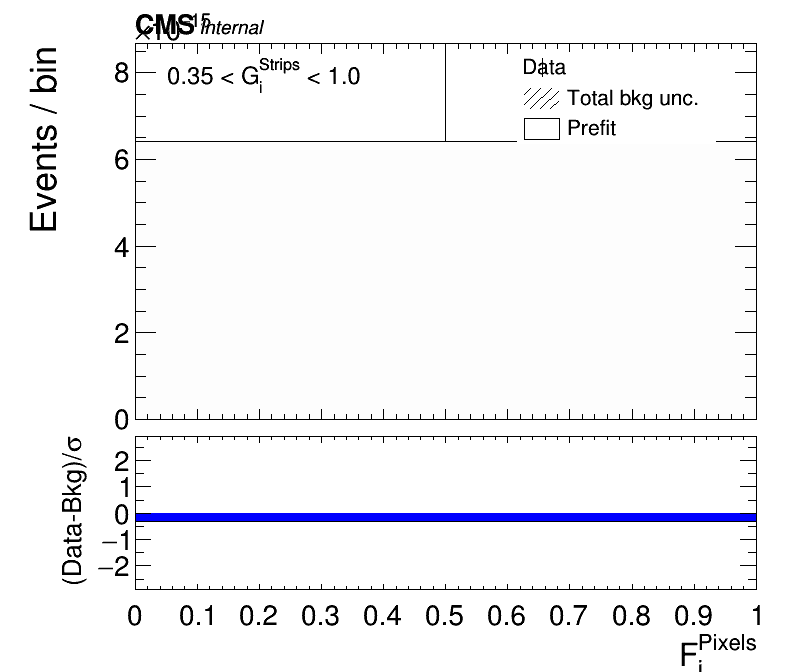 CMS Internal
×10^15
Events / bin
0.35 < G_i^Strips < 1.0
Data
Total bkg unc.
Prefit
8
6
4
2
0
(Data-Bkg)/σ
2
1
0
−1
−2
0 0.1 0.2 0.3 0.4 0.5 0.6 0.7 0.8 0.9 1
F_i^Pixels